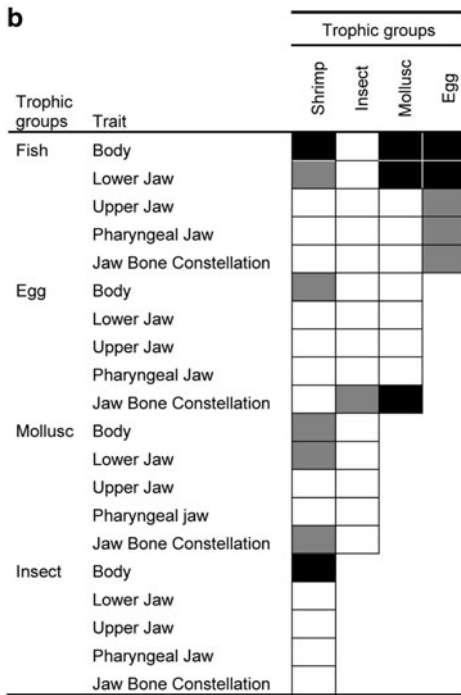 b
Trophic groups
Shrimp
Insect
Mollusc
Egg
Trophic
groups Trait
Fish Body
Lower Jaw
Upper Jaw
Pharyngeal Jaw
Jaw Bone Constellation
Egg Body
Lower Jaw
Upper Jaw
Pharyngeal Jaw
Jaw Bone Constellation
Mollusc Body
Lower Jaw
Upper Jaw
Pharyngeal jaw
Jaw Bone Constellation
Insect Body
Lower Jaw
Upper Jaw
Pharyngeal Jaw
Jaw Bone Constellation